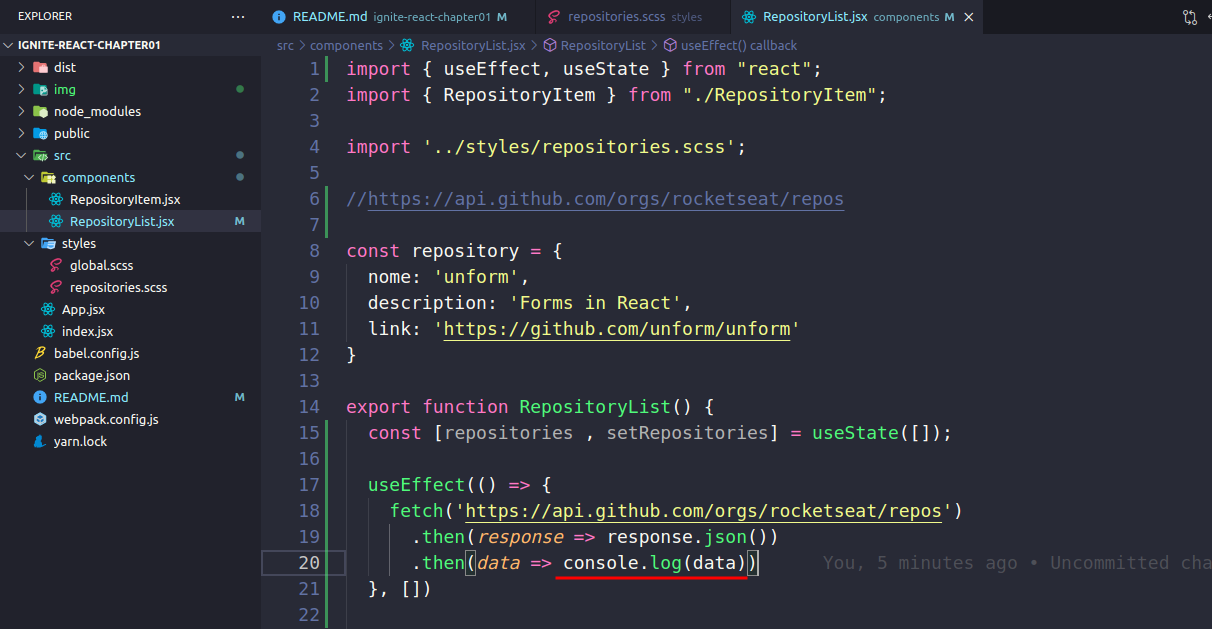 EXPLORER
···
README.md ignite-react-chapter01 M
repositories.scss styles
RepositoryList.jsx components M
IGNITE-REACT-CHAPTER01
src > components > RepositoryList.jsx > RepositoryList > useEffect() callback
dist
img
node_modules
public
src
components
RepositoryItem.jsx
RepositoryList.jsx M
styles
global.scss
repositories.scss
App.jsx
index.jsx
babel.config.js
package.json
README.md M
webpack.config.js
yarn.lock
1 import { useEffect, useState } from "react";
2 import { RepositoryItem } from "./RepositoryItem";
3
4 import '../styles/repositories.scss';
5
6 //https://api.github.com/orgs/rocketseat/repos
7
8 const repository = {
9 nome: 'unform',
10 description: 'Forms in React',
11 link: 'https://github.com/unform/unform'
12 }
13
14 export function RepositoryList() {
15 const [repositories , setRepositories] = useState([]);
16
17 useEffect(() => {
18 fetch('https://api.github.com/orgs/rocketseat/repos')
19 .then(response => response.json())
20 .then(data => console.log(data)) You, 5 minutes ago • Uncommitted cha
21 }, [])
22